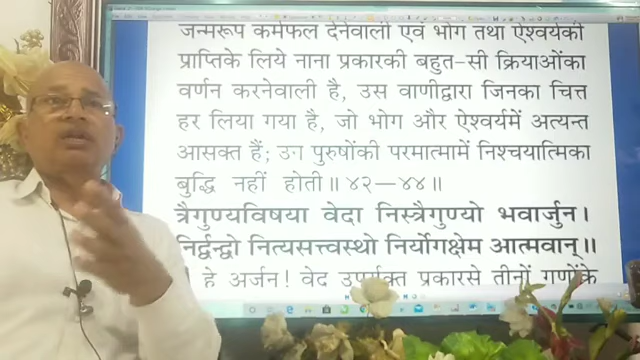 जन्मरूप कर्मफल देनेवाली एवं भोग तथा ऐश्वर्यकी
प्राप्तिके लिये नाना प्रकारकी बहुत-सी क्रियाओंका
वर्णन करनेवाली है, उस वाणीद्वारा जिनका चित्त
हर लिया गया है, जो भोग और ऐश्वर्यमें अत्यन्त
आसक्त हैं; उन पुरुषोंकी परमात्मामें निश्चयात्मिका
बुद्धि नहीं होती॥ ४२—४४॥
त्रैगुण्यविषया वेदा निस्त्रैगुण्यो भवार्जुन।
निर्द्वन्द्वो नित्यसत्त्वस्थो निर्योगक्षेम आत्मवान्॥
हे अर्जुन! वेद उपर्युक्त प्रकारसे तीनों गुणोंके